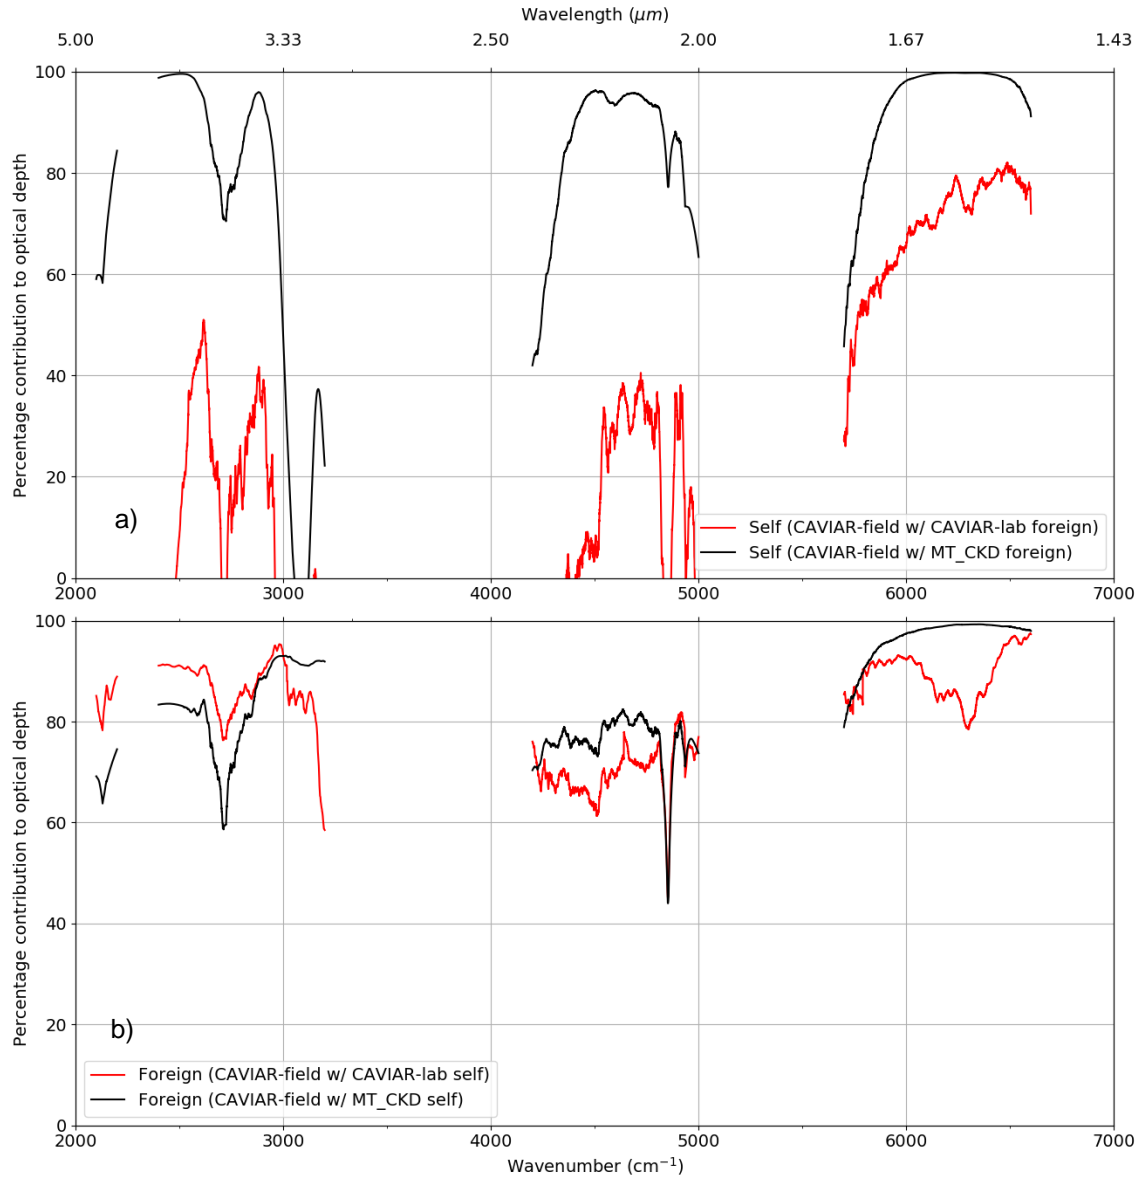 Wavelength (μm)
5.00 3.33 2.50 2.00 1.67 1.43
Percentage contribution to optical depth
100
80
60
40
20
0
a)
Self (CAVIAR-field w/ CAVIAR-lab foreign)
Self (CAVIAR-field w/ MT_CKD foreign)
2000 3000 4000 5000 6000 7000
Percentage contribution to optical depth
100
80
60
40
20
0
b)
Foreign (CAVIAR-field w/ CAVIAR-lab self)
Foreign (CAVIAR-field w/ MT_CKD self)
2000 3000 4000 5000 6000 7000
Wavenumber (cm⁻¹)